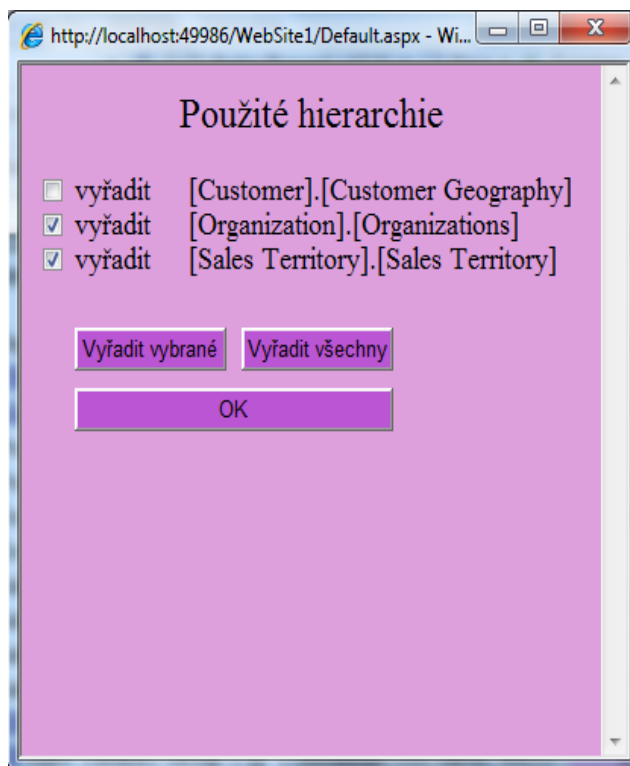 http://localhost:49986/WebSite1/Default.aspx - Wi...
Použité hierarchie
vyřadit [Customer].[Customer Geography]
vyřadit [Organization].[Organizations]
vyřadit [Sales Territory].[Sales Territory]
Vyřadit vybrané Vyřadit všechny
OK